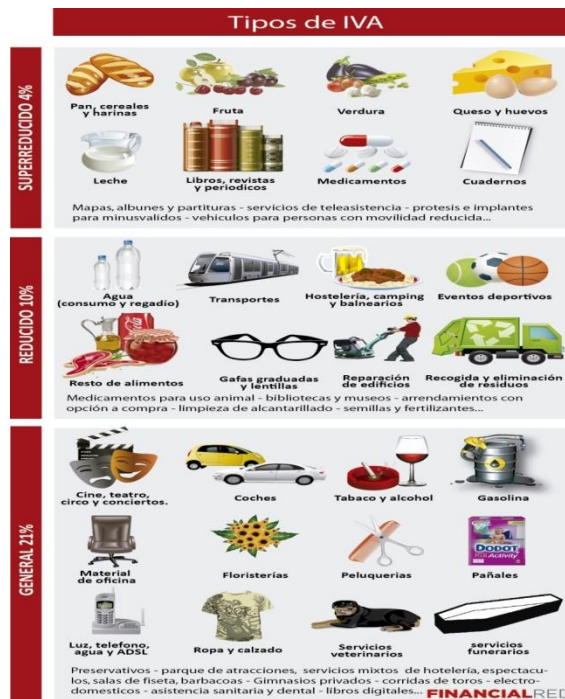 Tipos de IVA
SUPERREDUCIDO 4%
Pan, cereales
y harinas
Fruta
Verdura
Queso y huevos
Leche
Libros, revistas
y periodicos
Medicamentos
Cuadernos
Mapas, albunes y partituras - servicios de teleasistencia - protesis e implantes
para minusvalidos - vehiculos para personas con movilidad reducida...
REDUCIDO 10%
Agua
(consumo y regadío)
Transportes
Hostelería, camping
y balnearios
Eventos deportivos
Resto de alimentos
Gafas graduadas
y lentillas
Reparación
de edificios
Recogida y eliminación
de residuos
Medicamentos para uso animal - bibliotecas y museos - arrendamientos con
opción a compra - limpieza de alcantarillado - semillas y fertilizantes...
GENERAL 21%
Cine, teatro,
circo y conciertos.
Coches
Tabaco y alcohol
Gasolina
Material
de oficina
Floristerías
Peluquerias
DODOT
Activity
Pañales
Luz, telefono,
agua y ADSL
Ropa y calzado
Servicios
veterinarios
servicios
funerarios
Preservativos - parque de atracciones, servicios mixtos de hotelería, espectacu-
los, salas de fiseta, barbacoas - Gimnasios privados - corridas de toros - electro-
domesticos - asistencia sanitaria y dental - libros digitales...
FINANCIALRED